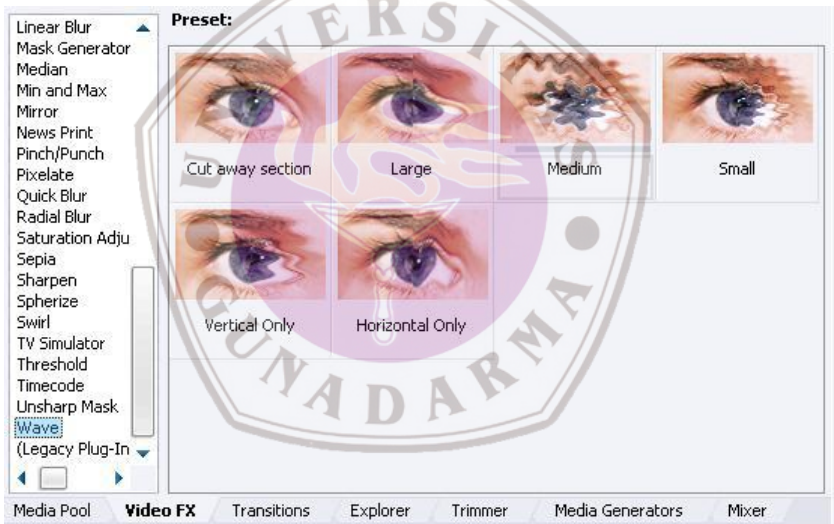 Preset:
Linear Blur
Mask Generator
Median
Min and Max
Mirror
News Print
Pinch/Punch
Pixelate
Quick Blur
Radial Blur
Saturation Adju
Sepia
Sharpen
Spherize
Swirl
TV Simulator
Threshold
Timecode
Unsharp Mask
Wave
(Legacy Plug-In
Cut away section Large Medium Small
Vertical Only Horizontal Only
UNIVERSITAS
GUNADARMA
Media Pool Video FX Transitions Explorer Trimmer Media Generators Mixer